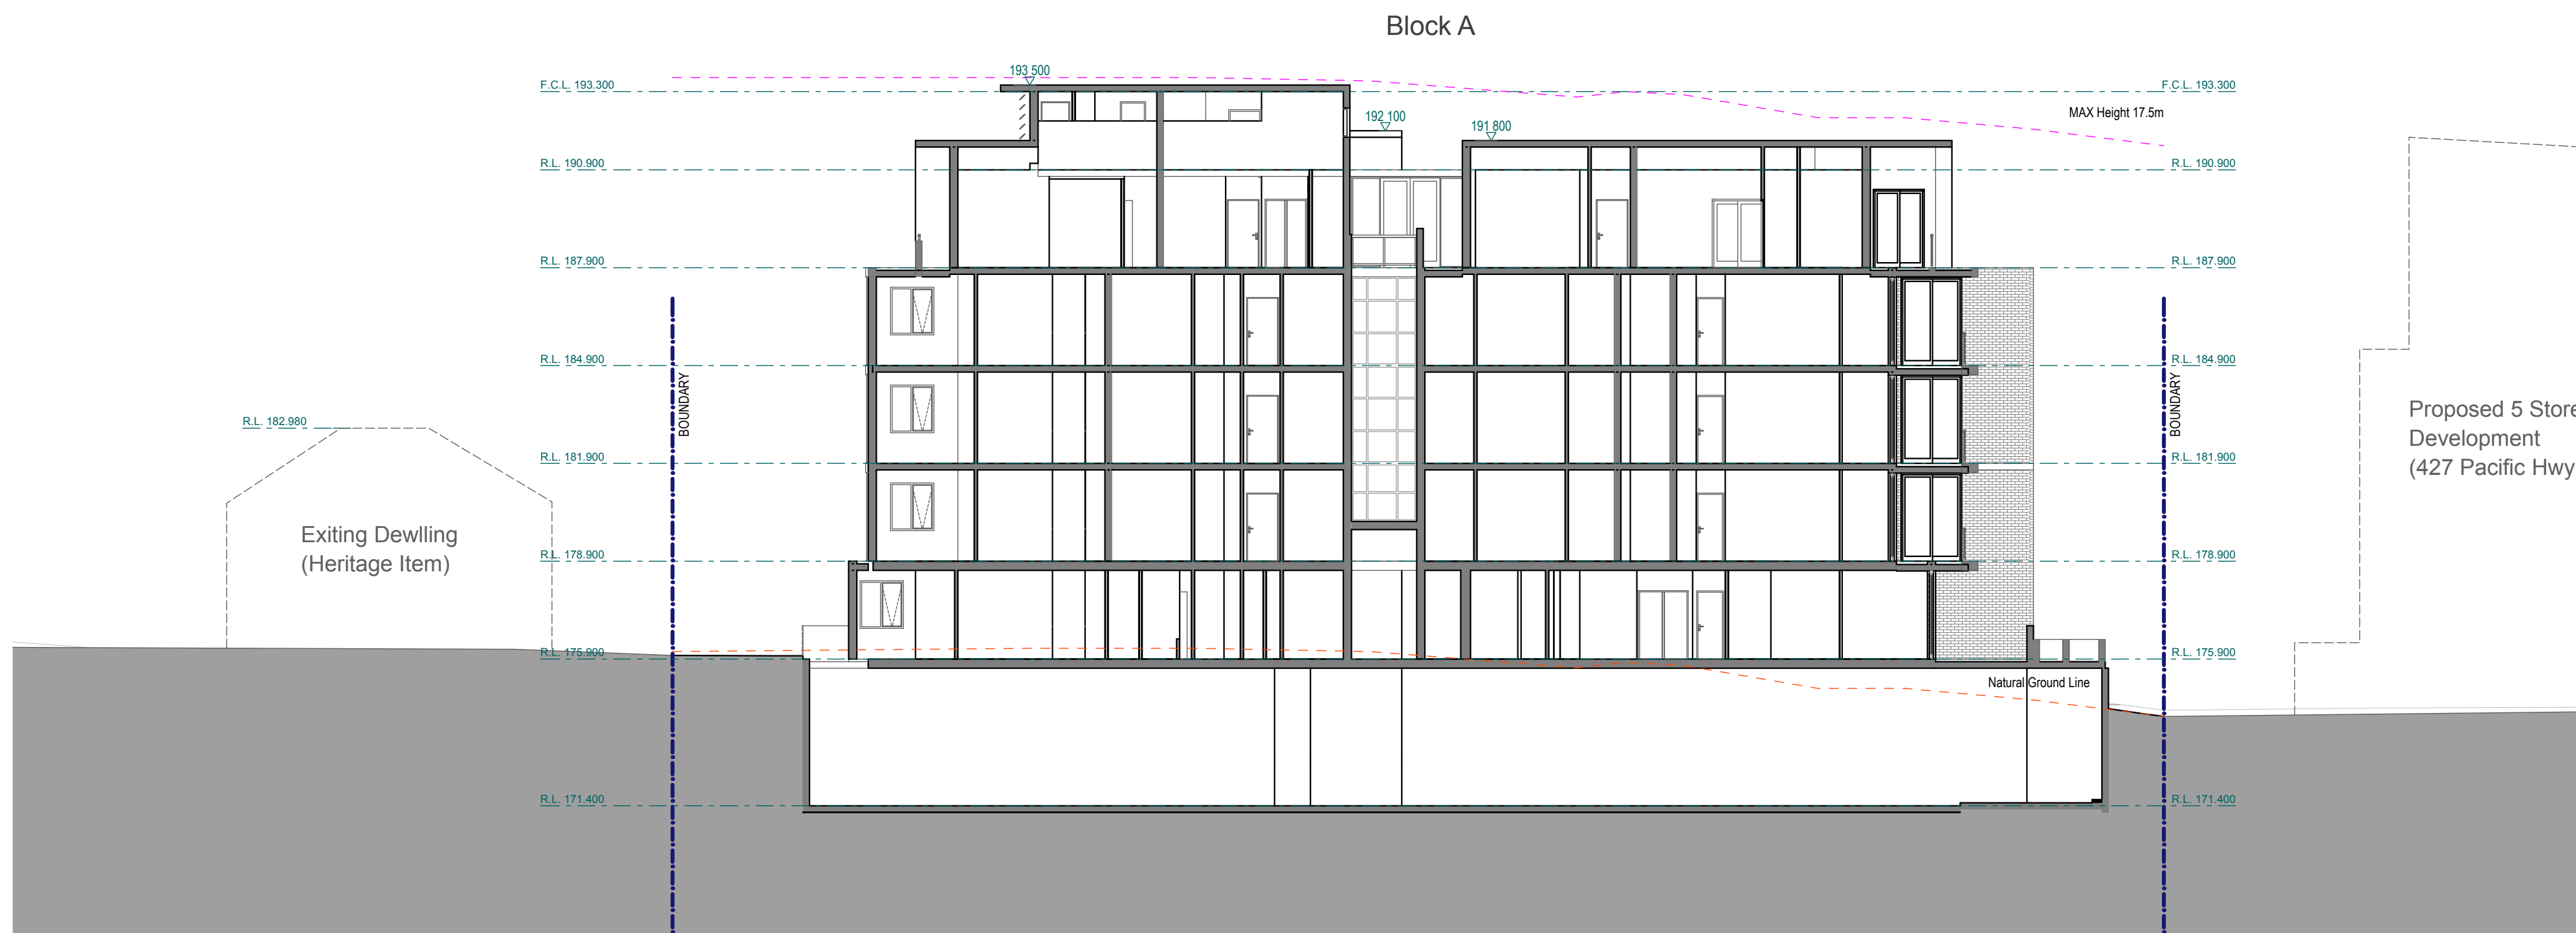 Block A
193 500
F.C.L. 193.300
F.C.L. 193.300
MAX Height 17.5m
192 100
191 800
R.L. 190.900
R.L. 190.900
R.L. 187.900
R.L. 187.900
R.L. 184.900
R.L. 184.900
BOUNDARY
BOUNDARY
R.L. 182.980
Proposed 5 Store
Development
(427 Pacific Hwy
R.L. 181.900
R.L. 181.900
Exiting Dewlling
(Heritage Item)
R.L. 178.900
R.L. 178.900
R.L. 175.900
R.L. 175.900
Natural Ground Line
R.L. 171.400
R.L. 171.400